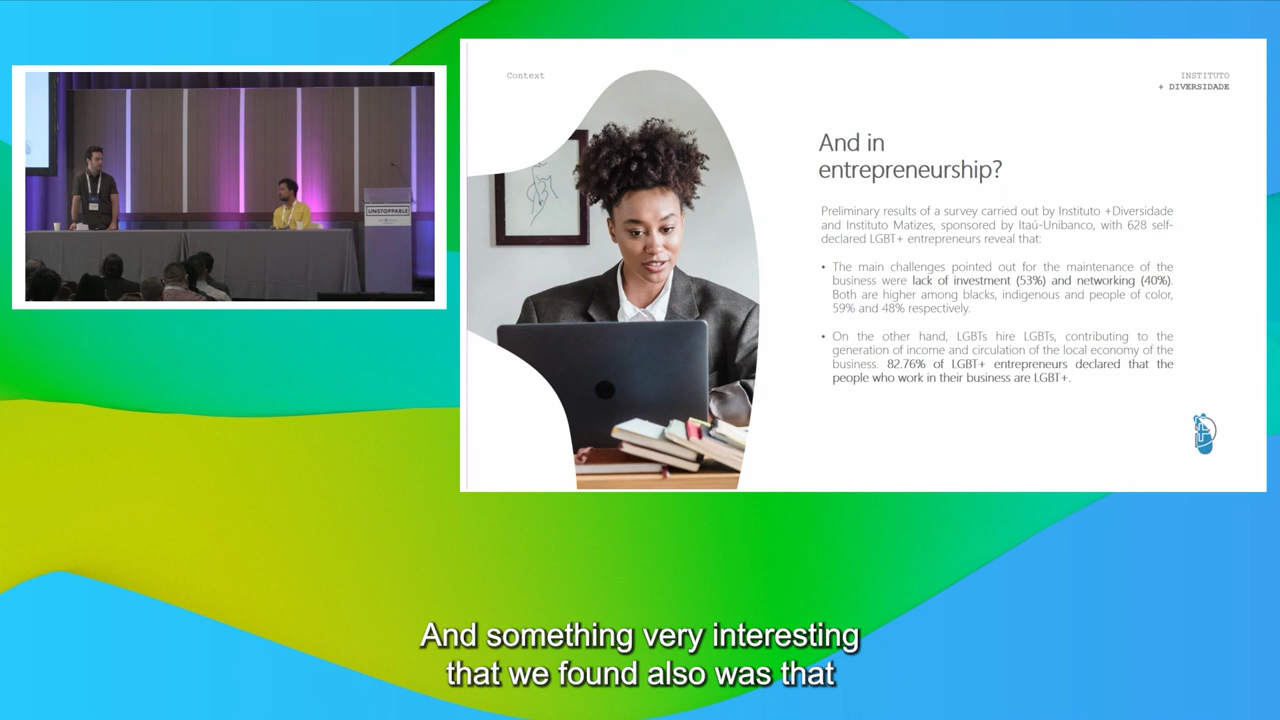 UNSTOPPABLE
Context
INSTITUTO
+ DIVERSIDADE
And in
entrepreneurship?
Preliminary results of a survey carried out by Instituto +Diversidade
and Instituto Matizes, sponsored by Itaú-Unibanco, with 628 self-
declared LGBT+ entrepreneurs reveal that:
• The main challenges pointed out for the maintenance of the
business were lack of investment (53%) and networking (40%).
Both are higher among blacks, indigenous and people of color,
59% and 48% respectively.
• On the other hand, LGBTs hire LGBTs, contributing to the
generation of income and circulation of the local economy of the
business. 82.76% of LGBT+ entrepreneurs declared that the
people who work in their business are LGBT+.
And something very interesting
that we found also was that